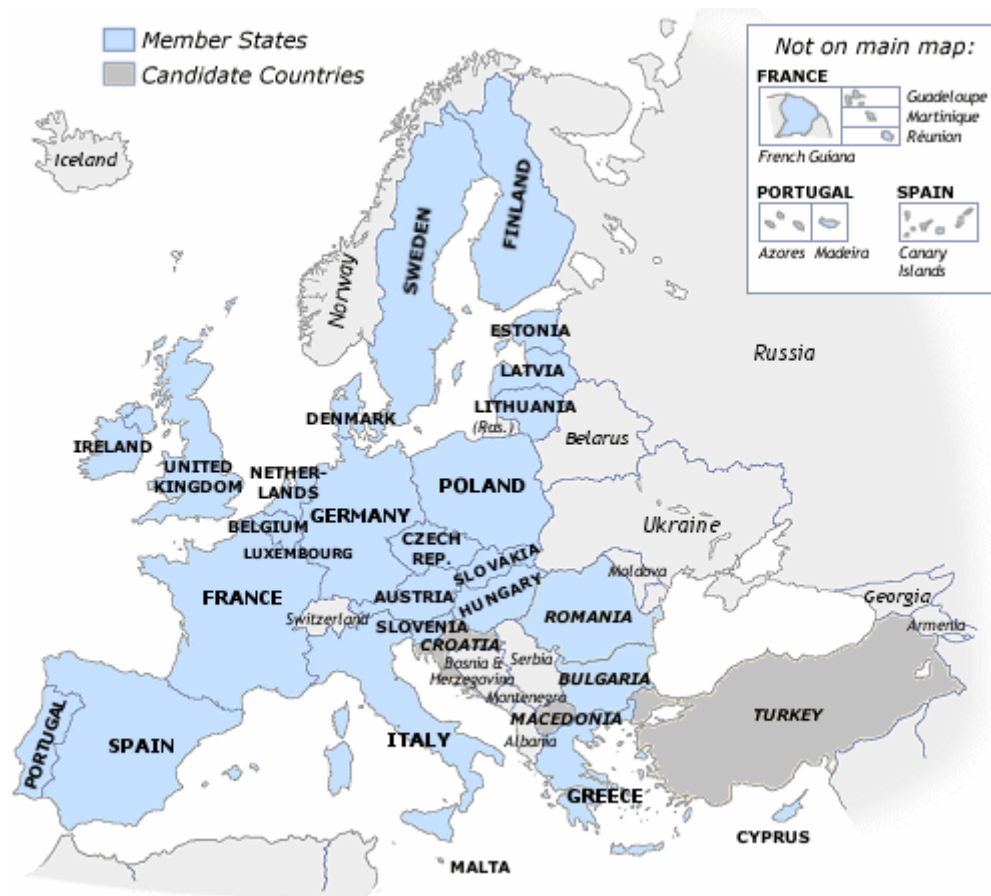 Member States
Candidate Countries
Not on main map:
FRANCE
Guadeloupe
Martinique
Réunion
French Guiana
PORTUGAL
SPAIN
Azores
Madeira
Canary
Islands
Iceland
Norway
SWEDEN
FINLAND
Russia
ESTONIA
LATVIA
LITHUANIA
(Ras.)
DENMARK
Belarus
IRELAND
UNITED
KINGDOM
NETHER-
LANDS
POLAND
BELGIUM
GERMANY
LUXEMBOURG
CZECH
REP.
Ukraine
SLOVAKIA
Moldova
FRANCE
AUSTRIA
HUNGARY
Switzerland
SLOVENIA
ROMANIA
Georgia
Armenia
CROATIA
Bosnia &
Herzegovina
Serbia
BULGARIA
Montenegro
MACEDONIA
TURKEY
PORTUGAL
SPAIN
ITALY
Albania
GREECE
CYPRUS
MALTA